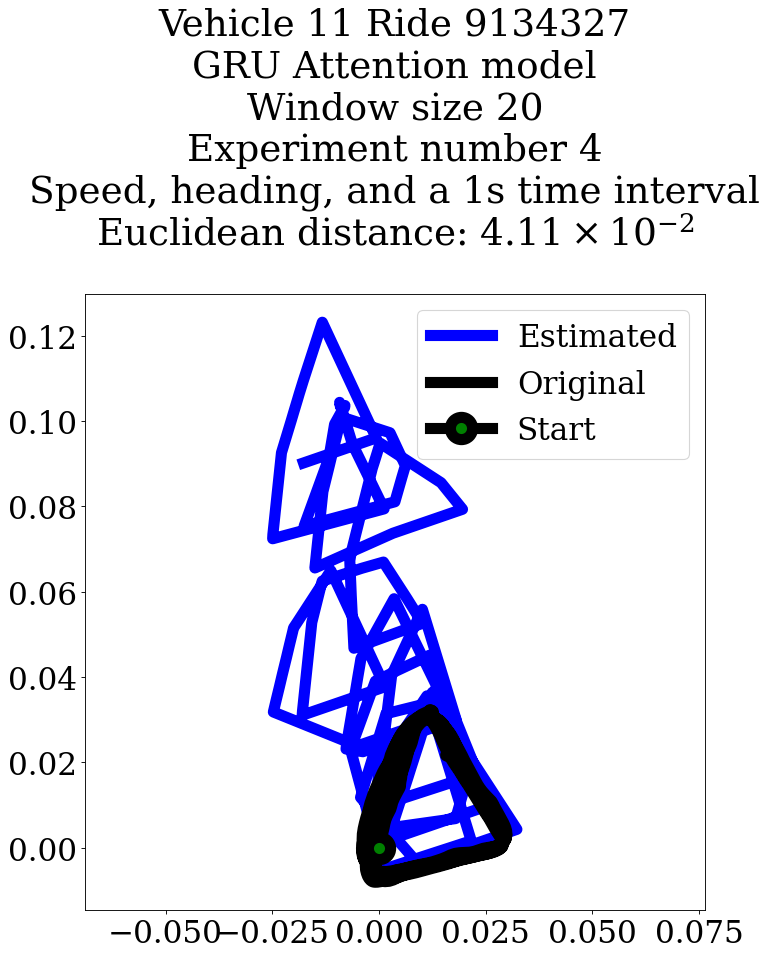 Vehicle 11 Ride 9134327
GRU Attention model
Window size 20
Experiment number 4
Speed, heading, and a 1s time interval
Euclidean distance: 4.11 × 10⁻²
Estimated
Original
Start
0.12
0.10
0.08
0.06
0.04
0.02
0.00
−0.050 −0.025 0.000 0.025 0.050 0.075